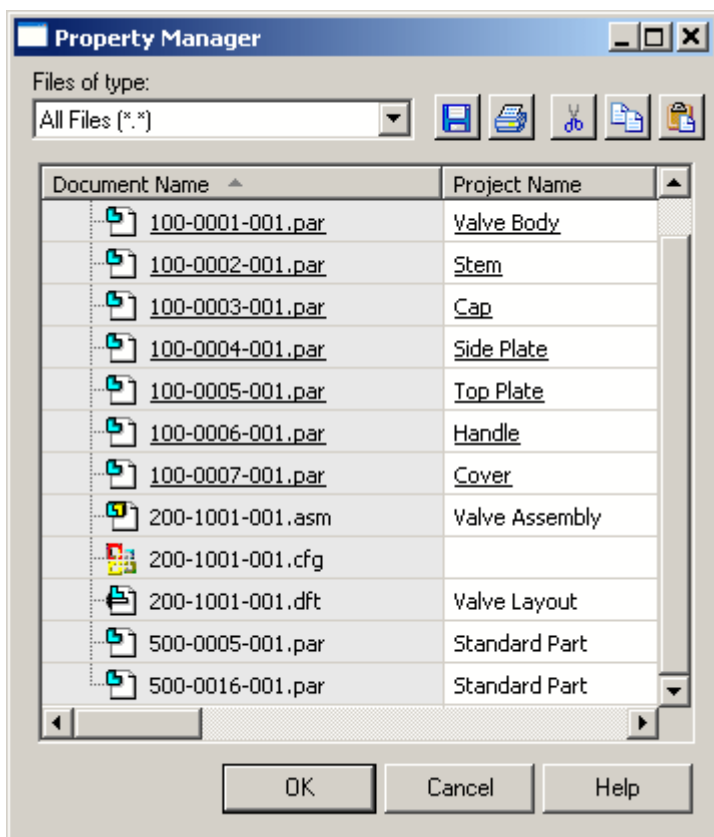 Property Manager
Files of type:
All Files (*.*)
Document Name Project Name
100-0001-001.par Valve Body
100-0002-001.par Stem
100-0003-001.par Cap
100-0004-001.par Side Plate
100-0005-001.par Top Plate
100-0006-001.par Handle
100-0007-001.par Cover
200-1001-001.asm Valve Assembly
200-1001-001.cfg
200-1001-001.dft Valve Layout
500-0005-001.par Standard Part
500-0016-001.par Standard Part
OK Cancel Help